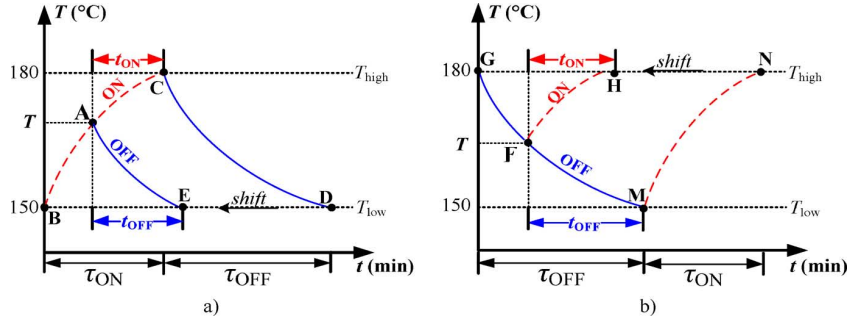 T (°C)
t_ON
180
T_high
C
ON
A
T
OFF
E
shift
D
150
B
T_low
t_OFF
t (min)
τ_ON
τ_OFF
a)
T (°C)
t_ON
G
180
shift
N
T_high
H
ON
T
F
OFF
M
150
T_low
t_OFF
t (min)
τ_OFF
τ_ON
b)